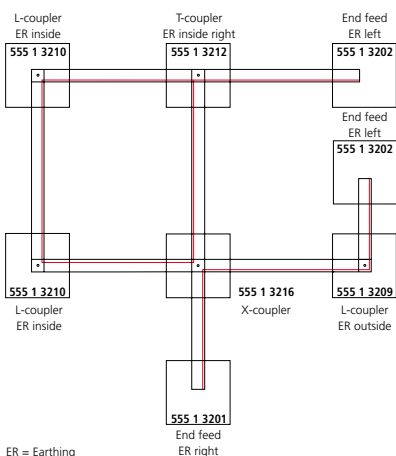 L-coupler
ER inside
555 1 3210
T-coupler
ER inside right
555 1 3212
End feed
ER left
555 1 3202
End feed
ER left
555 1 3202
555 1 3210
L-coupler
ER inside
555 1 3216
X-coupler
555 1 3209
L-coupler
ER outside
555 1 3201
End feed
ER right
ER = Earthing